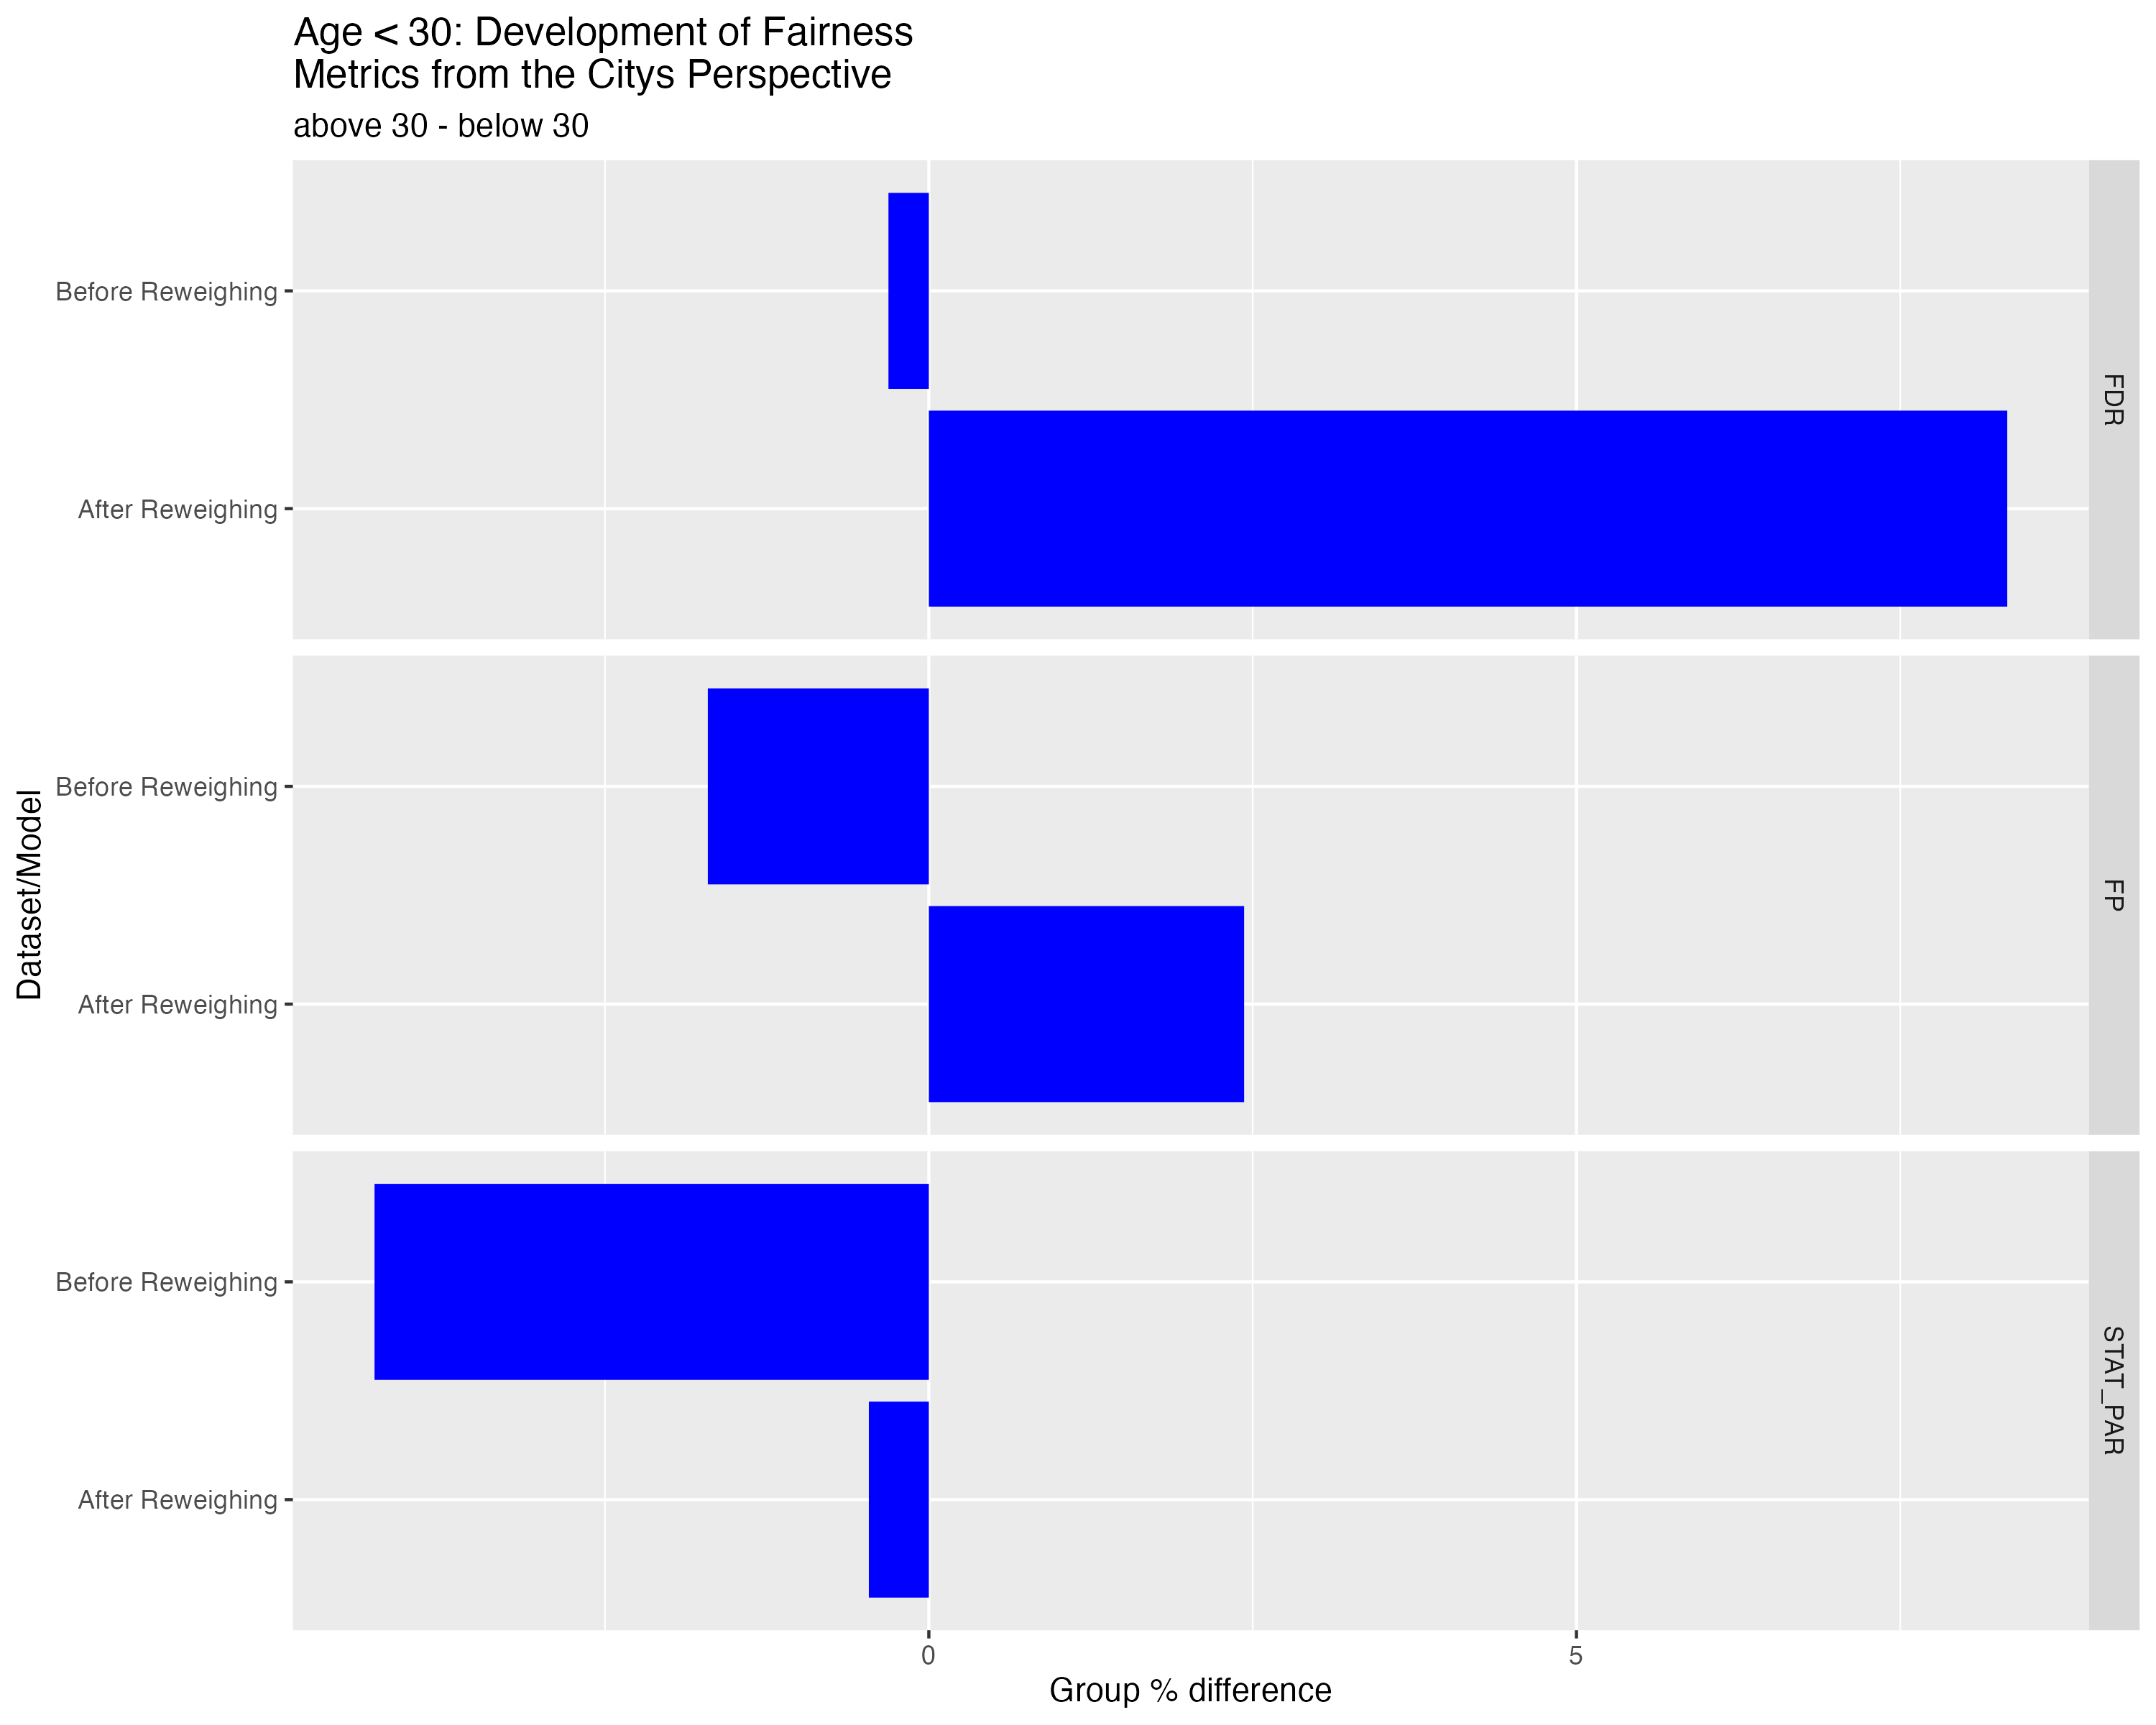 Age < 30: Development of Fairness
Metrics from the Citys Perspective
above 30 - below 30
Before Reweighing
After Reweighing
FDR
Dataset/Model
Before Reweighing
After Reweighing
FP
Before Reweighing
After Reweighing
STAT_PAR
0
5
Group % difference